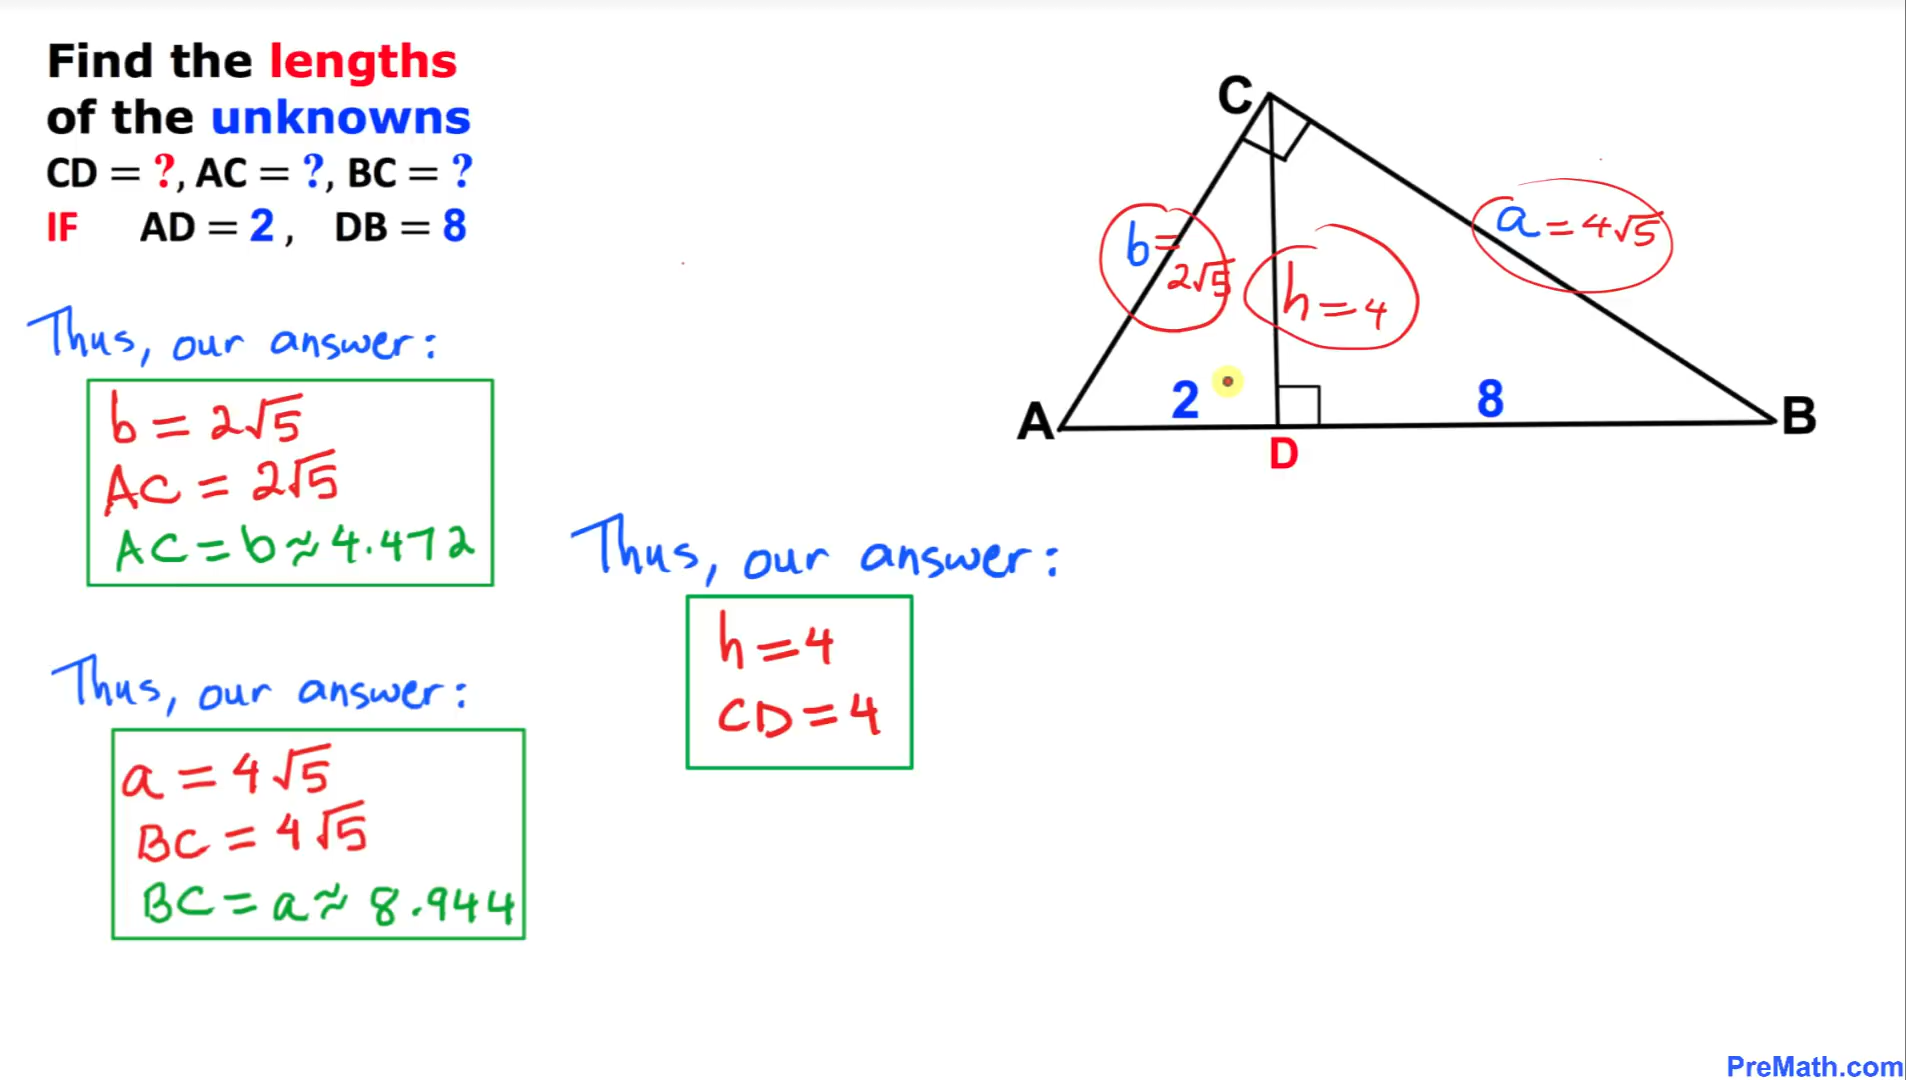 Find the lengths
of the unknowns
CD = ?, AC = ?, BC = ?
IF AD = 2, DB = 8
Thus, our answer:
b = 2√5
AC = 2√5
AC = b ≈ 4.472
Thus, our answer:
a = 4√5
BC = 4√5
BC = a ≈ 8.944
Thus, our answer:
h = 4
CD = 4
C
b =
2√5
h = 4
a = 4√5
2
8
A
B
D
PreMath.com